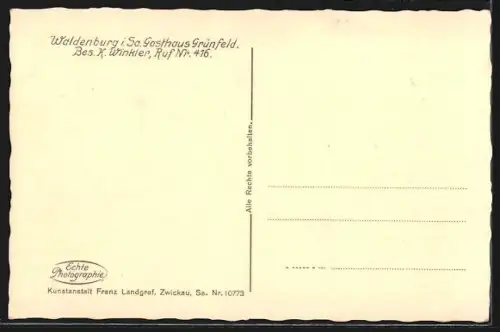 Waldenburg i. Sa. Gasthaus Grünfeld.
Bes. K. Winkler, Ruf Nr. 416.
Alle Rechte vorbehalten.
Echte
Photographie
Kunstanstalt Franz Landgraf, Zwickau, Sa. Nr. 10773